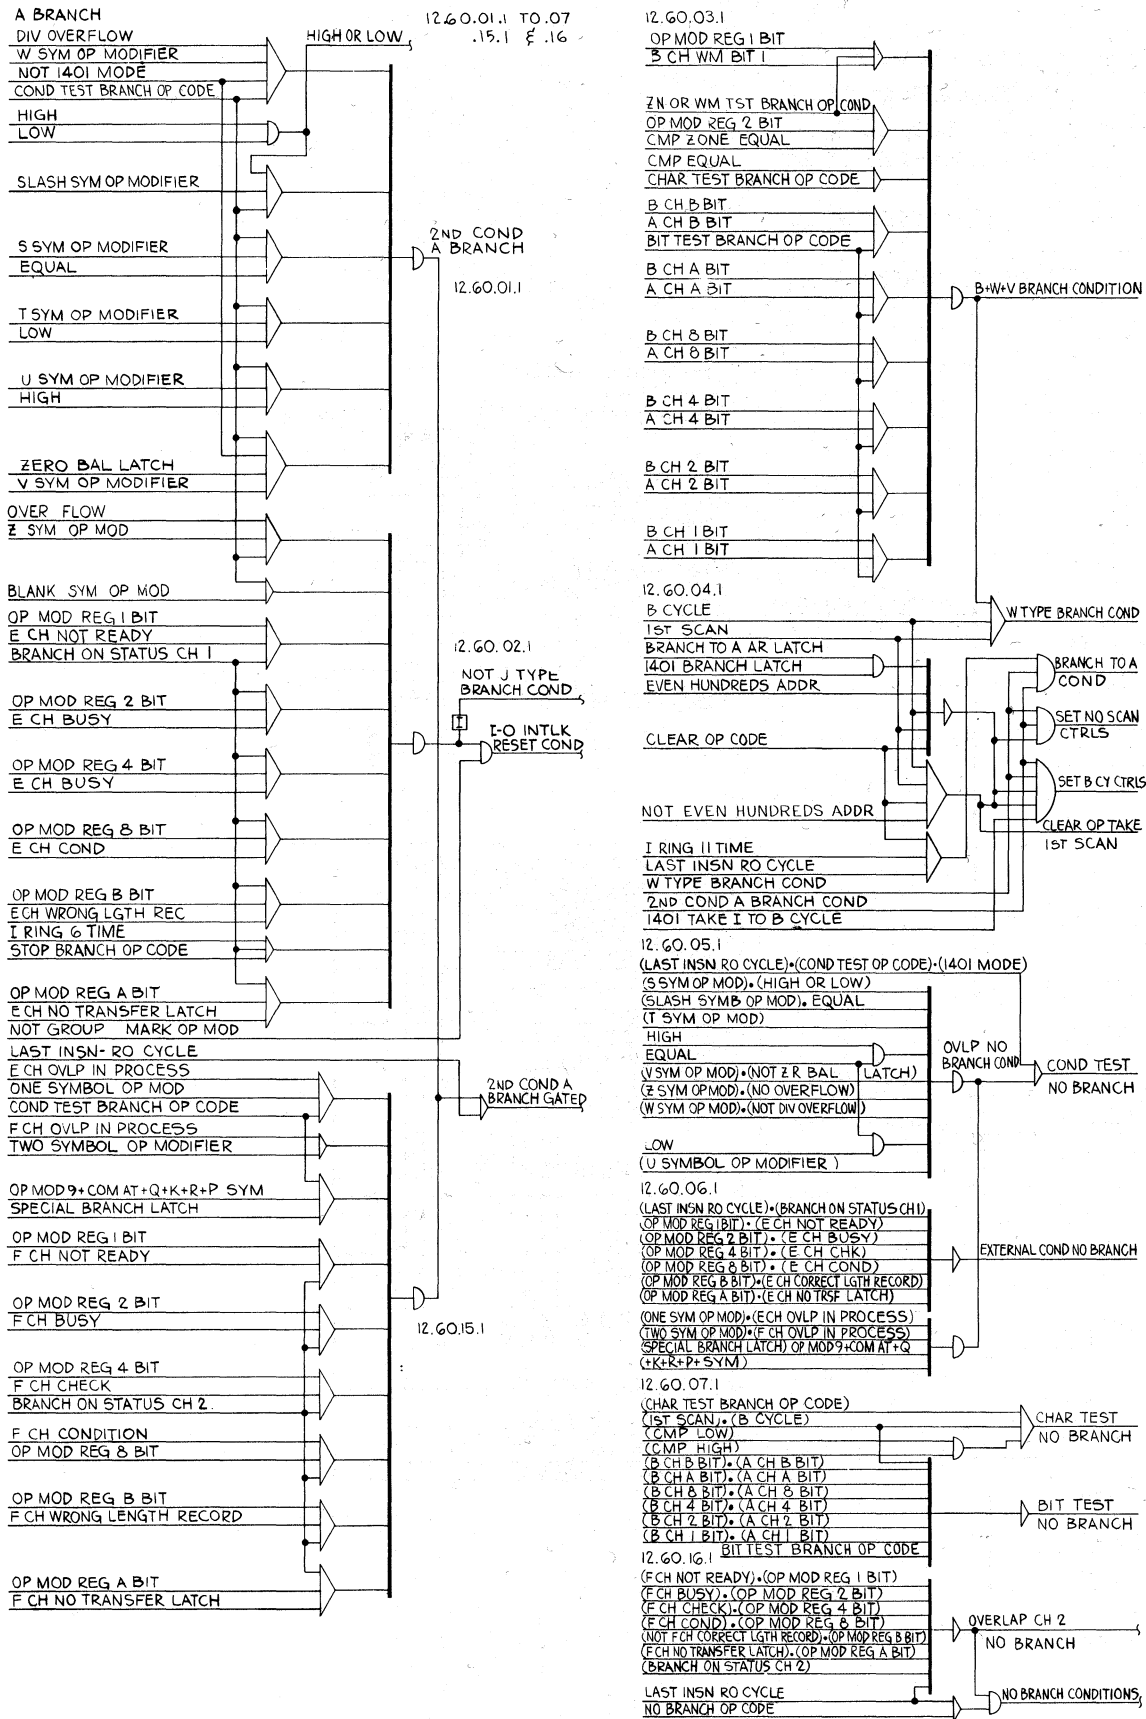 A BRANCH
DIV OVERFLOW
W SYM OP MODIFIER
NOT 1401 MODE
COND TEST BRANCH OP CODE
HIGH
LOW
HIGH OR LOW
12.60.01.1 TO.07
.15.1 & .16
SLASH SYM OP MODIFIER
S SYM OP MODIFIER
EQUAL
2ND COND
A BRANCH
12.60.01.1
T SYM OP MODIFIER
LOW
U SYM OP MODIFIER
HIGH
ZERO BAL LATCH
V SYM OP MODIFIER
OVER FLOW
Z SYM OP MOD
BLANK SYM OP MOD
OP MOD REG 1 BIT
E CH NOT READY
BRANCH ON STATUS CH 1
12.60.02.1
NOT J TYPE
BRANCH COND
I
I-O INTLK
RESET COND
OP MOD REG 2 BIT
E CH BUSY
OP MOD REG 4 BIT
E CH BUSY
OP MOD REG 8 BIT
E CH COND
OP MOD REG B BIT
E CH WRONG LGTH REC
I RING 6 TIME
STOP BRANCH OP CODE
OP MOD REG A BIT
E CH NO TRANSFER LATCH
NOT GROUP MARK OP MOD
LAST INSN-RO CYCLE
E CH OVLP IN PROCESS
ONE SYMBOL OP MOD
COND TEST BRANCH OP CODE
2ND COND A
BRANCH GATED
F CH OVLP IN PROCESS
TWO SYMBOL OP MODIFIER
OP MOD 9+COM AT+Q+K+R+P SYM
SPECIAL BRANCH LATCH
OP MOD REG 1 BIT
F CH NOT READY
OP MOD REG 2 BIT
F CH BUSY
12.60.15.1
OP MOD REG 4 BIT
F CH CHECK
BRANCH ON STATUS CH 2.
F CH CONDITION
OP MOD REG 8 BIT
OP MOD REG B BIT
F CH WRONG LENGTH RECORD
OP MOD REG A BIT
F CH NO TRANSFER LATCH
12.60.03.1
OP MOD REG 1 BIT
B CH WM BIT 1
ZN OR WM TST BRANCH OP COND
OP MOD REG 2 BIT
CMP ZONE EQUAL
CMP EQUAL
CHAR TEST BRANCH OP CODE
B CH B BIT
A CH B BIT
BIT TEST BRANCH OP CODE
B CH A BIT
A CH A BIT
B+W+V BRANCH CONDITION
B CH 8 BIT
A CH 8 BIT
B CH 4 BIT
A CH 4 BIT
B CH 2 BIT
A CH 2 BIT
B CH 1 BIT
A CH 1 BIT
12.60.04.1
B CYCLE
1ST SCAN
BRANCH TO A AR LATCH
1401 BRANCH LATCH
EVEN HUNDREDS ADDR
CLEAR OP CODE
NOT EVEN HUNDREDS ADDR
I RING 11 TIME
LAST INSN RO CYCLE
W TYPE BRANCH COND
2ND COND A BRANCH COND
1401 TAKE I TO B CYCLE
W TYPE BRANCH COND
BRANCH TO A
COND
SET NO SCAN
CTRLS
SET B CY CTRLS
CLEAR OP TAKE
1ST SCAN
12.60.05.1
(LAST INSN RO CYCLE)•(COND TEST OP CODE)•(1401 MODE)
(S SYM OP MOD).(HIGH OR LOW)
(SLASH SYMB OP MOD). EQUAL
(T SYM OP MOD)
HIGH
EQUAL
(V SYM OP MOD)•(NOT Z R BAL LATCH)
(Z SYM OP MOD).(NO OVERFLOW)
(W SYM OP MOD).(NOT DIV OVERFLOW)
LOW
(U SYMBOL OP MODIFIER )
OVLP NO
BRANCH COND
COND TEST
NO BRANCH
12.60.06.1
(LAST INSN RO CYCLE)•(BRANCH ON STATUS CH1)
(OP MOD REG 1 BIT)• (E CH NOT READY)
(OP MOD REG 2 BIT). (E CH BUSY)
(OP MOD REG 4 BIT). (E CH CHK)
(OP MOD REG 8 BIT). (E CH COND)
(OP MOD REG B BIT)•(E CH CORRECT LGTH RECORD)
(OP MOD REG A BIT).(E CH NO TRSF LATCH)
EXTERNAL COND NO BRANCH
(ONE SYM OP MOD)•(ECH OVLP IN PROCESS)
(TWO SYM OP MOD)•(F CH OVLP IN PROCESS)
(SPECIAL BRANCH LATCH) OP MOD 9+COM AT+Q
(+K+R+P+SYM)
12.60.07.1
(CHAR TEST BRANCH OP CODE)
(1ST SCAN).(B CYCLE)
(CMP LOW)
(CMP HIGH)
CHAR TEST
NO BRANCH
(B CH B BIT). (A CH B BIT)
(B CH A BIT). (A CH A BIT)
(B CH 8 BIT). (A CH 8 BIT)
(B CH 4 BIT). (A CH 4 BIT)
(B CH 2 BIT). (A CH 2 BIT)
(B CH 1 BIT). (A CH 1 BIT)
BIT TEST BRANCH OP CODE
BIT TEST
NO BRANCH
12.60.16.1
(F CH NOT READY).(OP MOD REG 1 BIT)
(F CH BUSY).(OP MOD REG 2 BIT)
(F CH CHECK).(OP MOD REG 4 BIT)
(F CH COND).(OP MOD REG 8 BIT)
(NOT F CH CORRECT LGTH RECORD).(OP MOD REG B BIT)
(F CH NO TRANSFER LATCH).(OP MOD REG A BIT)
(BRANCH ON STATUS CH 2)
OVERLAP CH 2
NO BRANCH
LAST INSN RO CYCLE
NO BRANCH OP CODE
NO BRANCH CONDITIONS